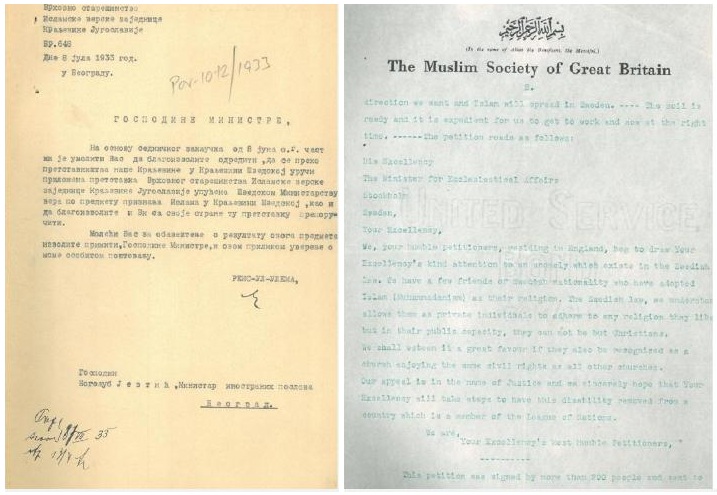 Врховно старешинство
Исламске верске заједнице
Краљевине Југославије
Бр.648
Дне 8 јула 1933 год.
у Београду.
Pov-1012/1933
ГОСПОДИНЕ МИНИСТРЕ,
На основу седничког закључка од 8 јула о.г. част
ми је умолити Вас да благоизволите одредити, да се преко
претставништва наше Краљевине у Краљевини Шведској уручи
приложена претставка Врховног старешинства Исламске верске
заједнице Краљевине Југославије упућена Шведском Министарству
вера по предмету признања Ислама у Краљевини Шведској, као и
да благоизволите и Ви са своје стране ту претставку препору-
чити.
Молећи Вас за обавештење о резултату овога предмета
изволите примити, Господине Министре, и овом приликом уверење о
моме особитом поштовању.
РЕИС-УЛ-УЛЕМА,
Господин
Богољуб Јевтић, Министар иностраних послова
Београд.
بسم الله الرحمن الرحيم
(In the name of Allah the Beneficent, the Merciful.)
The Muslim Society of Great Britain
2.
direction we want and Islam will spread in Sweden. ---- The soil is
ready and it is expedient for us to get to work and sow at the right
time. ------The petition reads as follows:
His Excellency
The Minister for Ecclesiastical Affairs
Stockholm
Sweden,
Your Excellency,
We, your humble petitioners, residing in England, beg to draw Your
Excellency's kind attention to an anomaly which exists in the Swedish
law. We have a few friends of Swedish nationality who have adopted
Islam (Muhammadanism) as their religion. The Swedish law, we understand
allows them as private individuals to adhere to any religion they like
but in their public capacity, they can not be but Christians.
We shall esteem it a great favour if they also be recognised as a
church enjoying the same civil rights as all other churches.
Our appeal is in the name of Justice and we sincerely hope that Your
Excellency will take steps to have this disability removed from a
country which is a member of the League of Nations.
We are,
Your Excellency's most humble Petitioners,"
---------
This petition was signed by more than 200 people and sent to